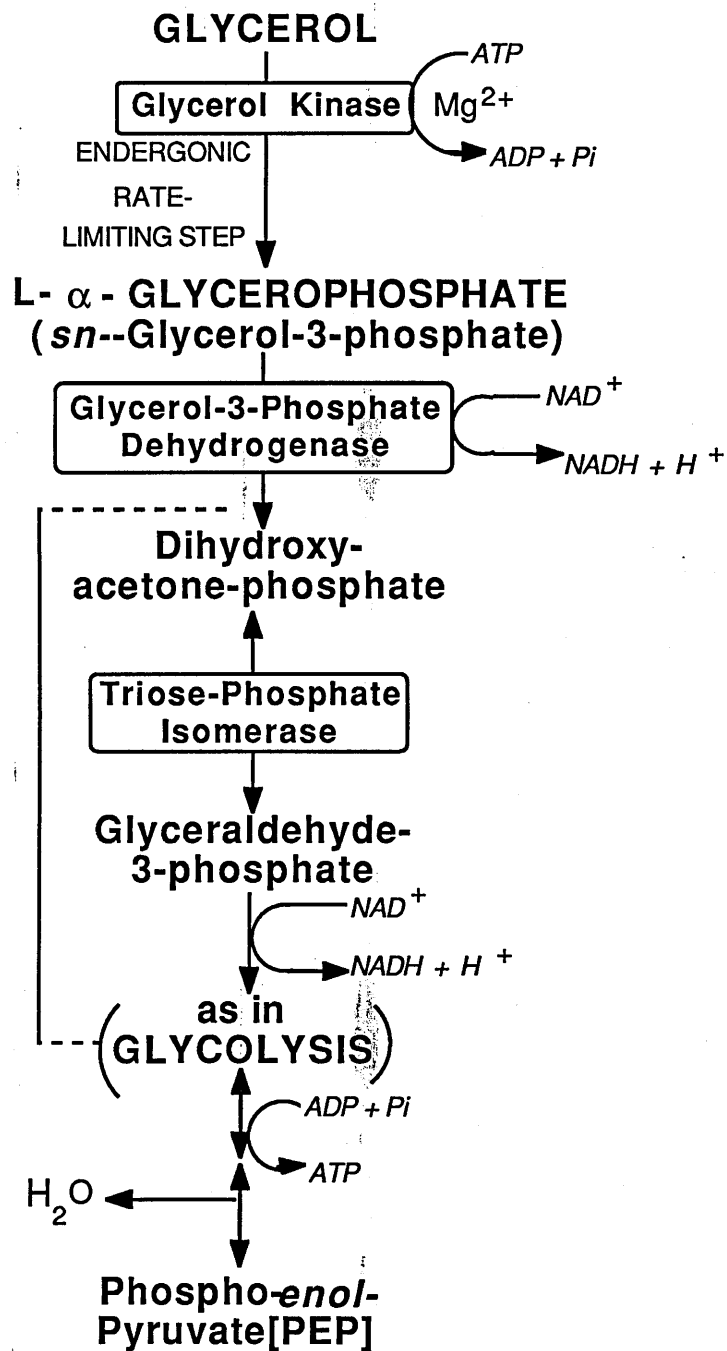 GLYCEROL
ATP
Glycerol Kinase
Mg2+
ENDERGONIC
ADP + Pi
RATE-
LIMITING STEP
L- α - GLYCEROPHOSPHATE
(sn--Glycerol-3-phosphate)
Glycerol-3-Phosphate
Dehydrogenase
NAD+
NADH + H +
Dihydroxy-
acetone-phosphate
Triose-Phosphate
Isomerase
Glyceraldehyde-
3-phosphate
NAD+
NADH + H +
(as in
GLYCOLYSIS)
ADP + Pi
ATP
H2O
Phospho-enol-
Pyruvate[PEP]